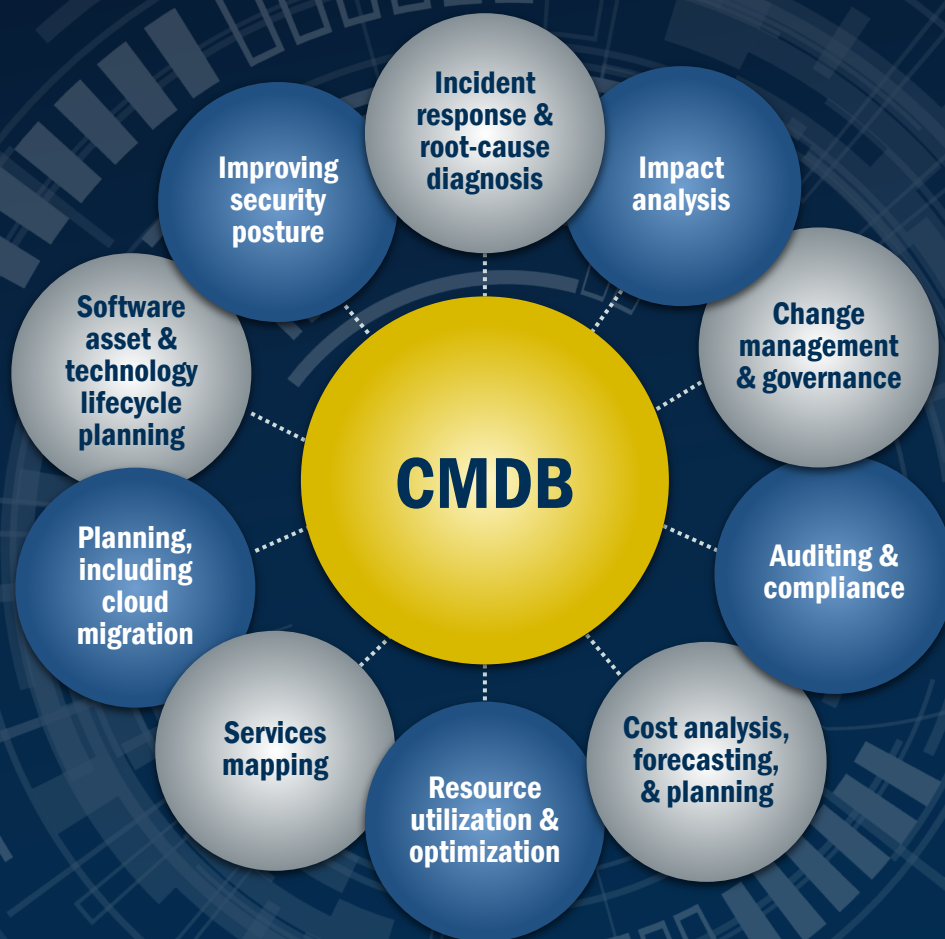 Incident
response &
root-cause
diagnosis
Impact
analysis
Change
management
& governance
Auditing &
compliance
Cost analysis,
forecasting,
& planning
Resource
utilization &
optimization
Services
mapping
Planning,
including
cloud
migration
Software
asset &
technology
lifecycle
planning
Improving
security
posture
CMDB